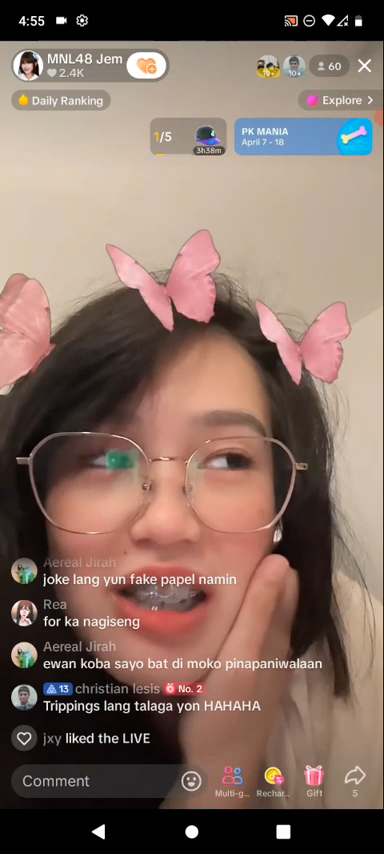 4:55
MNL48 Jem
2.4K
10+
10+
60
Daily Ranking
Explore >
1/5
3h38m
PK MANIA
April 7 - 18
Aereal Jirah
joke lang yun fake papel namin
Rea
for ka nagiseng
Aereal Jirah
ewan koba sayo bat di moko pinapaniwalaan
13 christian lesis No. 2
Trippings lang talaga yon HAHAHA
jxy liked the LIVE
Comment
Multi-g...
Rechar...
Gift
5